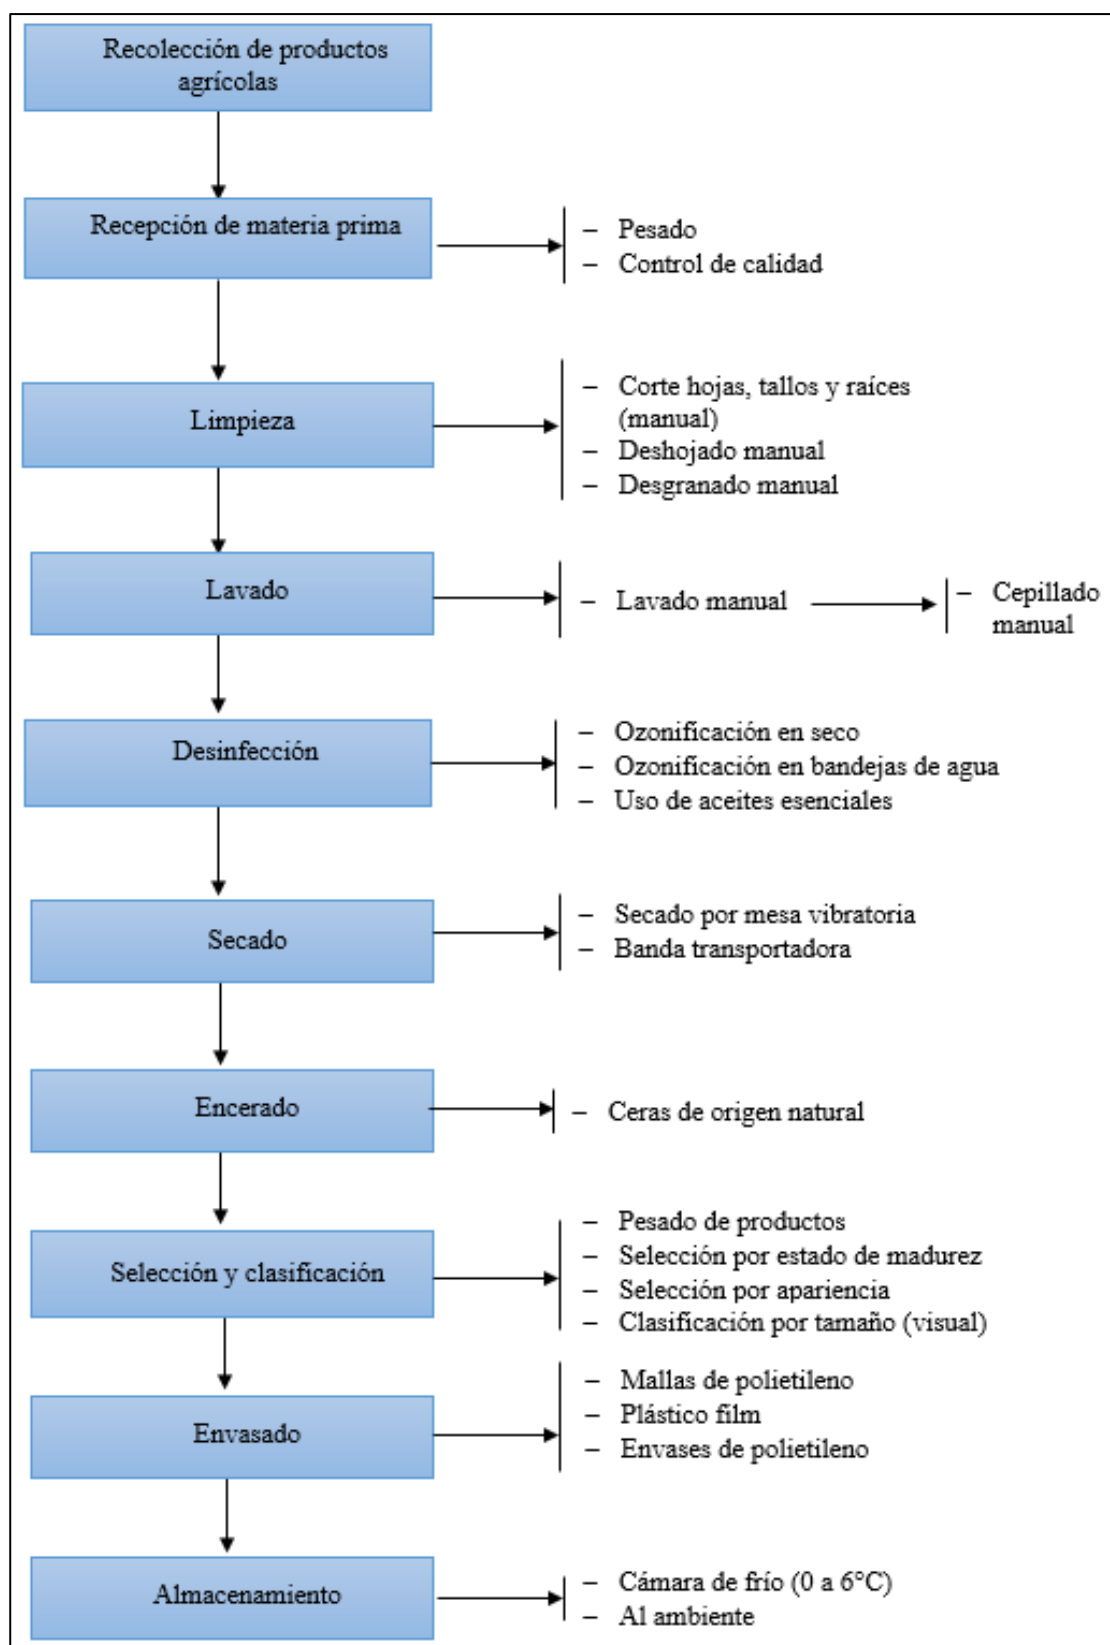 Recolección de productos
agrícolas
Recepción de materia prima
– Pesado
– Control de calidad
Limpieza
– Corte hojas, tallos y raíces
(manual)
– Deshojado manual
– Desgranado manual
Lavado
– Lavado manual
– Cepillado
manual
Desinfección
– Ozonificación en seco
– Ozonificación en bandejas de agua
– Uso de aceites esenciales
Secado
– Secado por mesa vibratoria
– Banda transportadora
Encerado
– Ceras de origen natural
Selección y clasificación
– Pesado de productos
– Selección por estado de madurez
– Selección por apariencia
– Clasificación por tamaño (visual)
Envasado
– Mallas de polietileno
– Plástico film
– Envases de polietileno
Almacenamiento
– Cámara de frío (0 a 6°C)
– Al ambiente